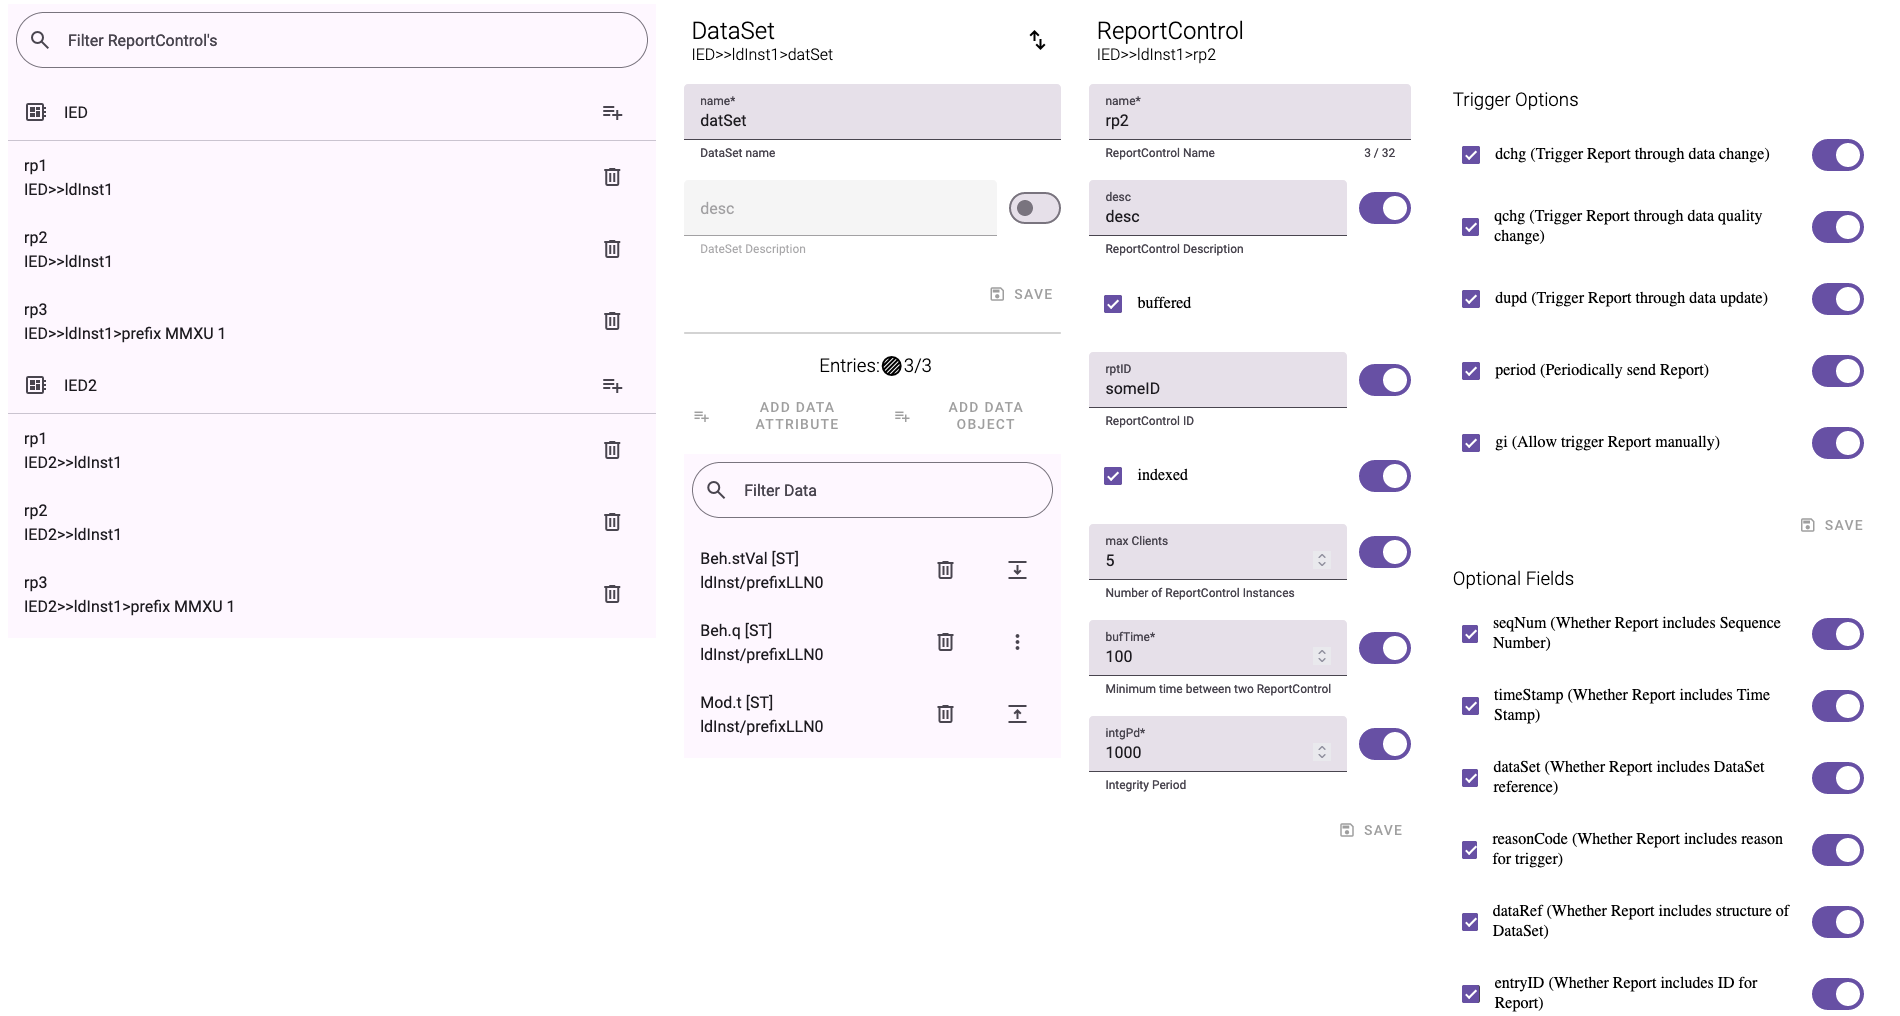 Filter ReportControl's
IED
rp1
IED>>ldInst1
rp2
IED>>ldInst1
rp3
IED>>ldInst1>prefix MMXU 1
IED2
rp1
IED2>>ldInst1
rp2
IED2>>ldInst1
rp3
IED2>>ldInst1>prefix MMXU 1
DataSet
IED>>ldInst1>datSet
name*
datSet
DataSet name
desc
DateSet Description
SAVE
Entries: 3/3
ADD DATA
ATTRIBUTE
ADD DATA
OBJECT
Filter Data
Beh.stVal [ST]
ldInst/prefixLLN0
Beh.q [ST]
ldInst/prefixLLN0
Mod.t [ST]
ldInst/prefixLLN0
ReportControl
IED>>ldInst1>rp2
name*
rp2
ReportControl Name 3 / 32
desc
desc
ReportControl Description
buffered
rptID
someID
ReportControl ID
indexed
max Clients
5
Number of ReportControl Instances
bufTime*
100
Minimum time between two ReportControl
intgPd*
1000
Integrity Period
SAVE
Trigger Options
dchg (Trigger Report through data change)
qchg (Trigger Report through data quality
change)
dupd (Trigger Report through data update)
period (Periodically send Report)
gi (Allow trigger Report manually)
SAVE
Optional Fields
seqNum (Whether Report includes Sequence
Number)
timeStamp (Whether Report includes Time
Stamp)
dataSet (Whether Report includes DataSet
reference)
reasonCode (Whether Report includes reason
for trigger)
dataRef (Whether Report includes structure of
DataSet)
entryID (Whether Report includes ID for
Report)